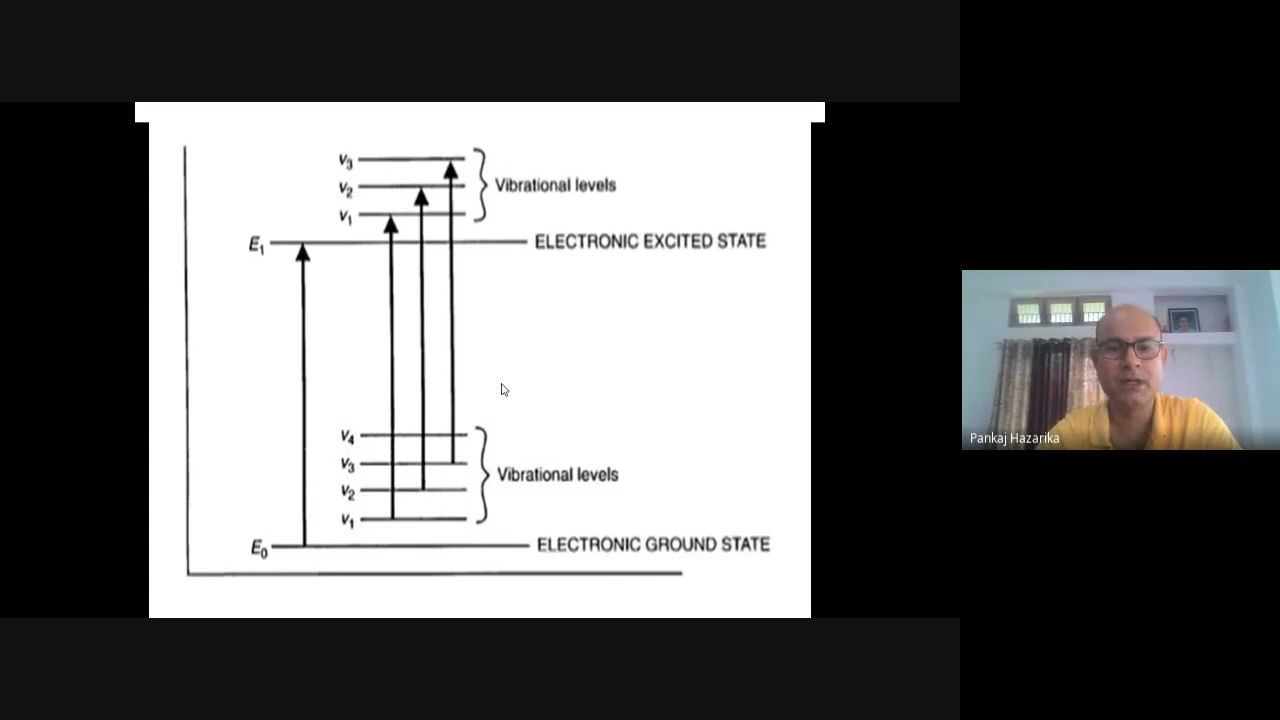 V3
V2
Vibrational levels
V1
E1
ELECTRONIC EXCITED STATE
V4
V3
Vibrational levels
V2
V1
E0
ELECTRONIC GROUND STATE
Pankaj Hazarika